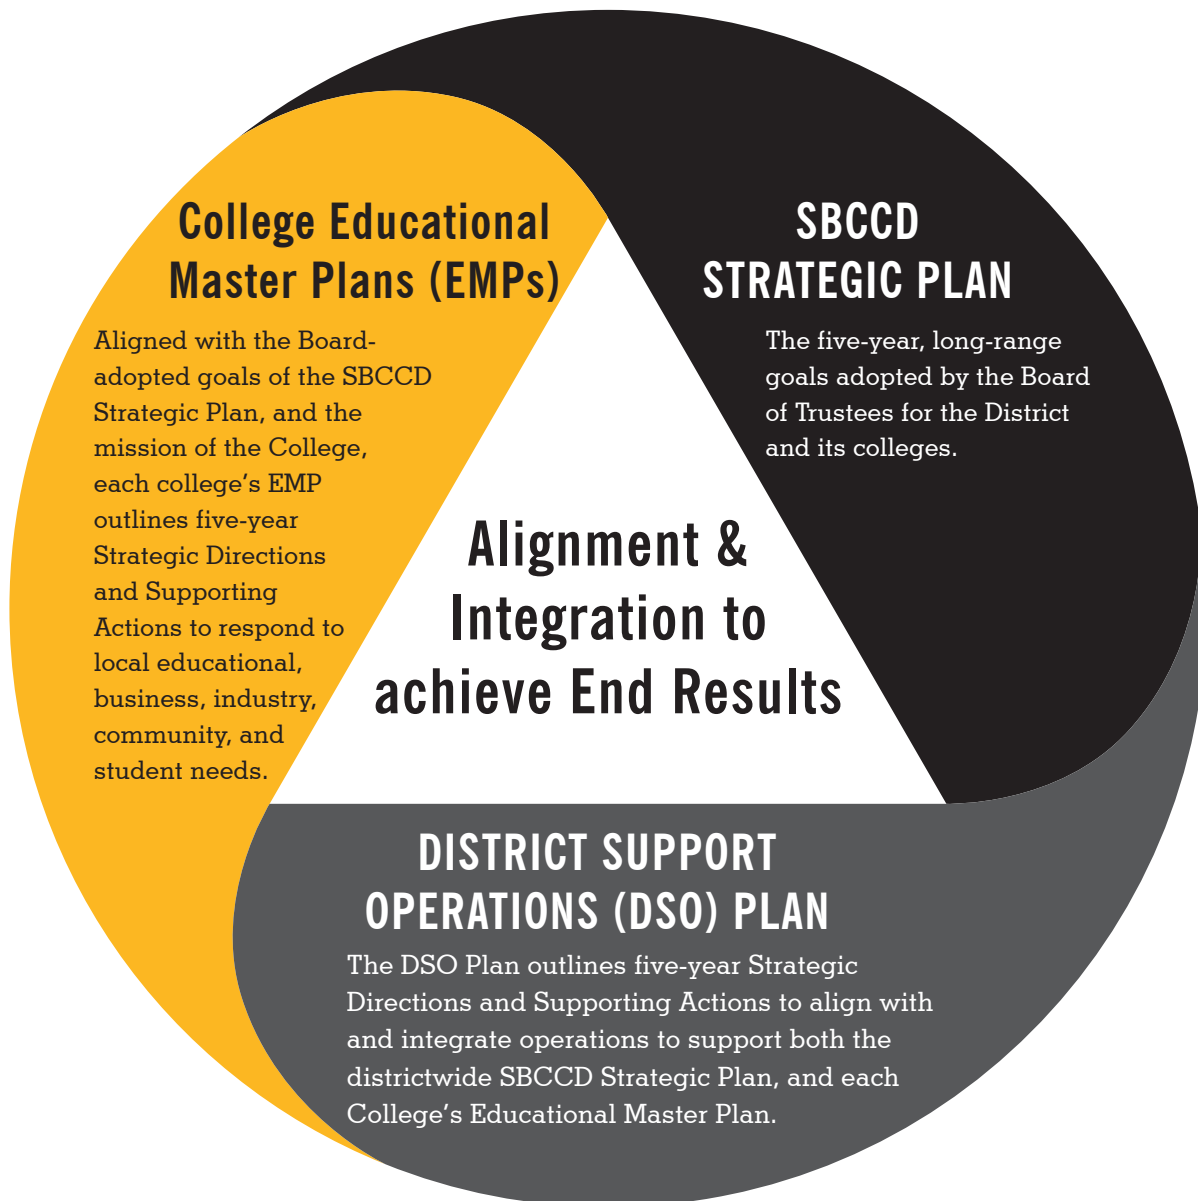 College Educational
Master Plans (EMPs)
Aligned with the Board-
adopted goals of the SBCCD
Strategic Plan, and the
mission of the College,
each college’s EMP
outlines five-year
Strategic Directions
and Supporting
Actions to respond to
local educational,
business, industry,
community, and
student needs.
SBCCD
STRATEGIC PLAN
The five-year, long-range
goals adopted by the Board
of Trustees for the District
and its colleges.
Alignment &
Integration to
achieve End Results
DISTRICT SUPPORT
OPERATIONS (DSO) PLAN
The DSO Plan outlines five-year Strategic
Directions and Supporting Actions to align with
and integrate operations to support both the
districtwide SBCCD Strategic Plan, and each
College’s Educational Master Plan.